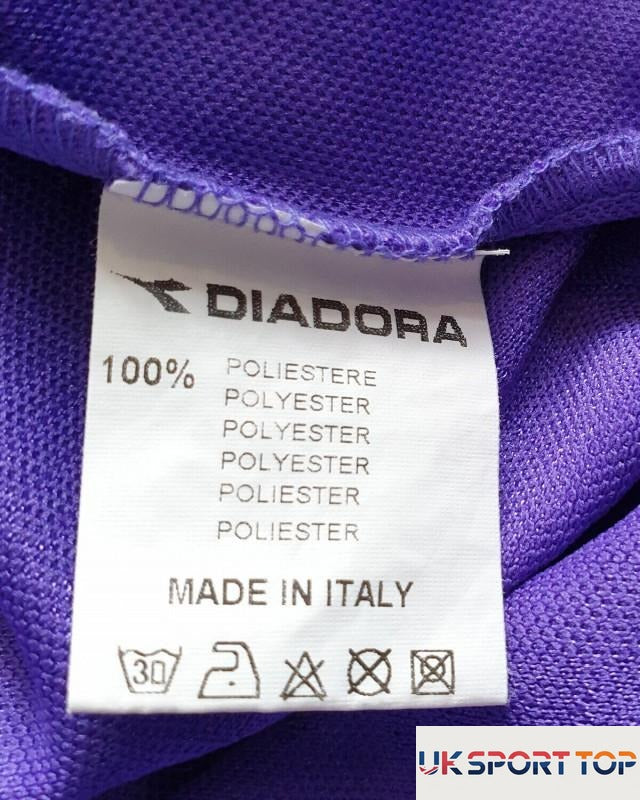 DIADORA
100% POLIESTERE
POLYESTER
POLYESTER
POLYESTER
POLIESTER
POLIESTER
MADE IN ITALY
30
UK SPORT TOP